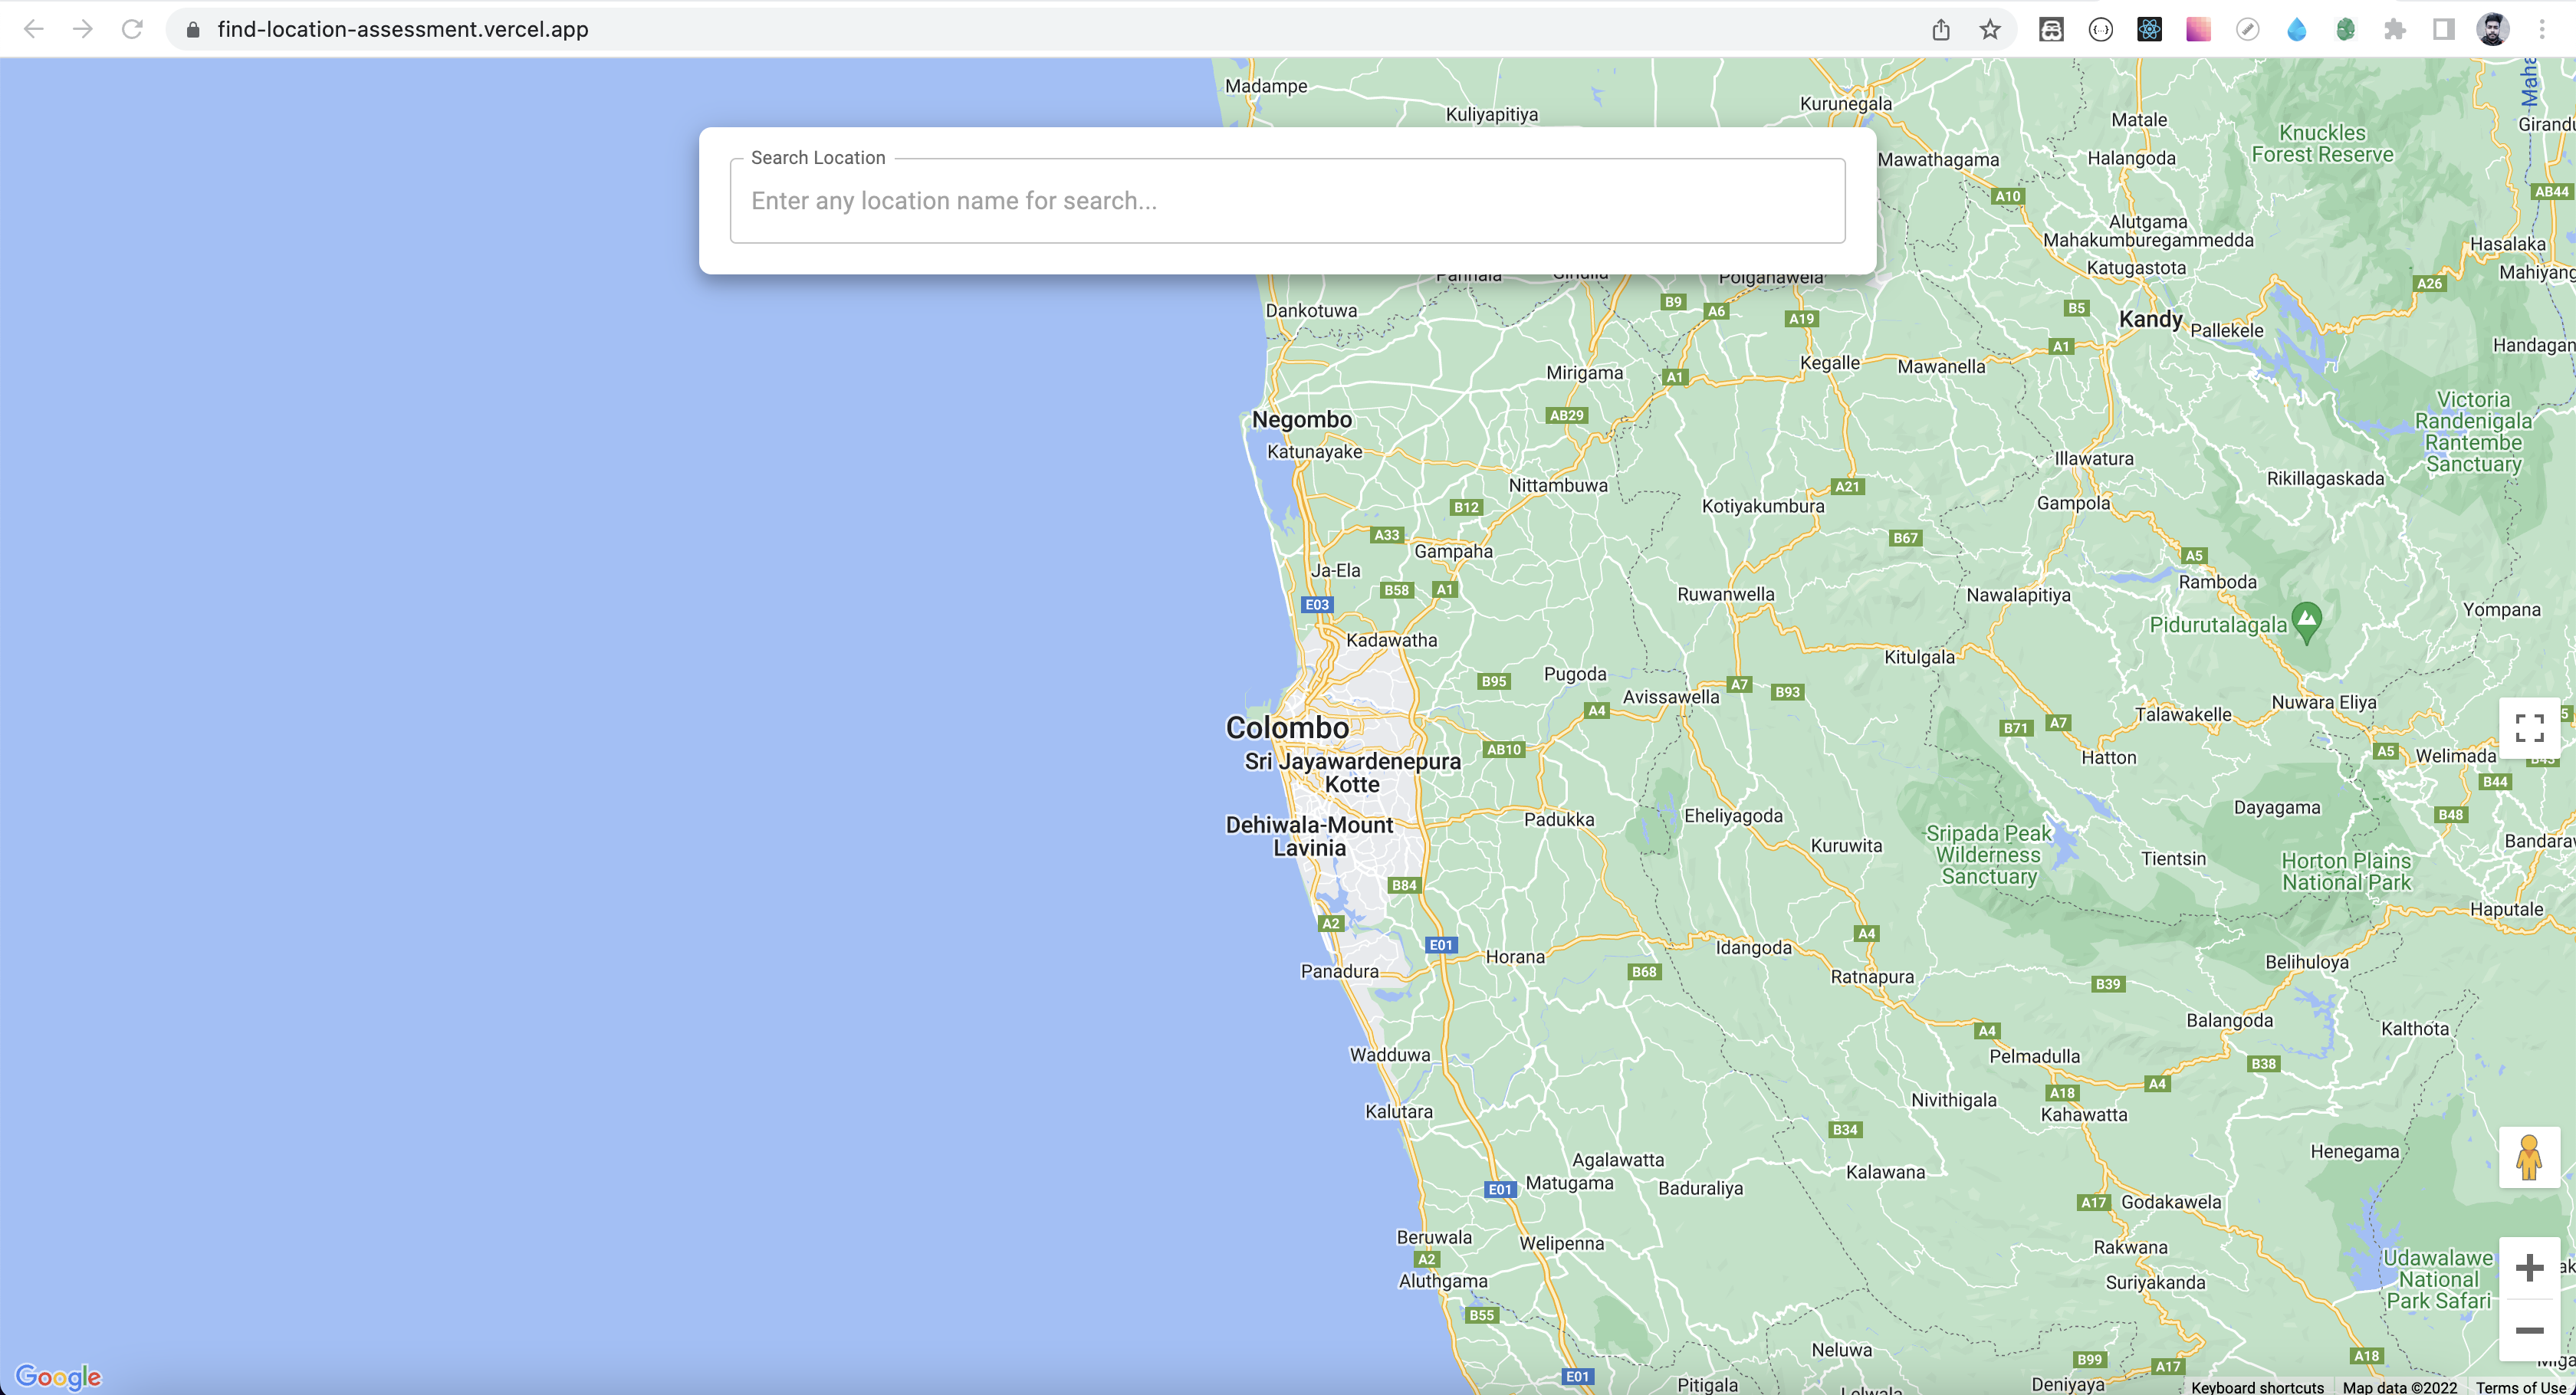 find-location-assessment.vercel.app
Madampe
Kuliyapitiya
Kurunegala
Matale
Knuckles
Forest Reserve
Search Location
Enter any location name for search...
Mawathagama
Halangoda
A10
AB44
Alutgama
Mahakumburegammedda
Hasalaka
Katugastota
Polgahawela
A26
Dankotuwa
B9
A6
A19
B5
Kandy
Pallekele
A1
Mirigama
A1
Kegalle
Mawanella
AB29
Victoria
Randenigala
Rantembe
Sanctuary
Negombo
Katunayake
Nittambuwa
A21
Illawatura
Rikillagaskada
B12
Kotiyakumbura
Gampola
A33
Gampaha
B67
A5
Ja-Ela
B58
A1
Ruwanwella
Nawalapitiya
Ramboda
E03
Yompana
Kadawatha
Pidurutalagala
Kitulgala
B95
Pugoda
Avissawella
A7
B93
A4
Nuwara Eliya
Colombo
B71
A7
Talawakelle
AB10
Hatton
A5
Welimada
Sri Jayawardenepura
Kotte
B44
Dehiwala-Mount
Lavinia
Padukka
Eheliyagoda
Dayagama
B48
Kuruwita
Sripada Peak
Wilderness
Sanctuary
Tientsin
Horton Plains
National Park
B84
A2
E01
Horana
Idangoda
A4
Haputale
Panadura
B68
Ratnapura
B39
Belihuloya
Balangoda
Kalthota
A4
Wadduwa
Pelmadulla
B38
A18
A4
Kalutara
Nivithigala
Kahawatta
B34
Agalawatta
Henegama
Kalawana
E01
Matugama
Baduraliya
A17
Godakawela
Beruwala
A2
Welipenna
Rakwana
Udawalawe
National
Park Safari
Aluthgama
Suriyakanda
B55
Neluwa
B99
A17
A18
Google
E01
Pitigala
Deniyaya
Keyboard shortcuts
Map data ©2022
Terms of Use